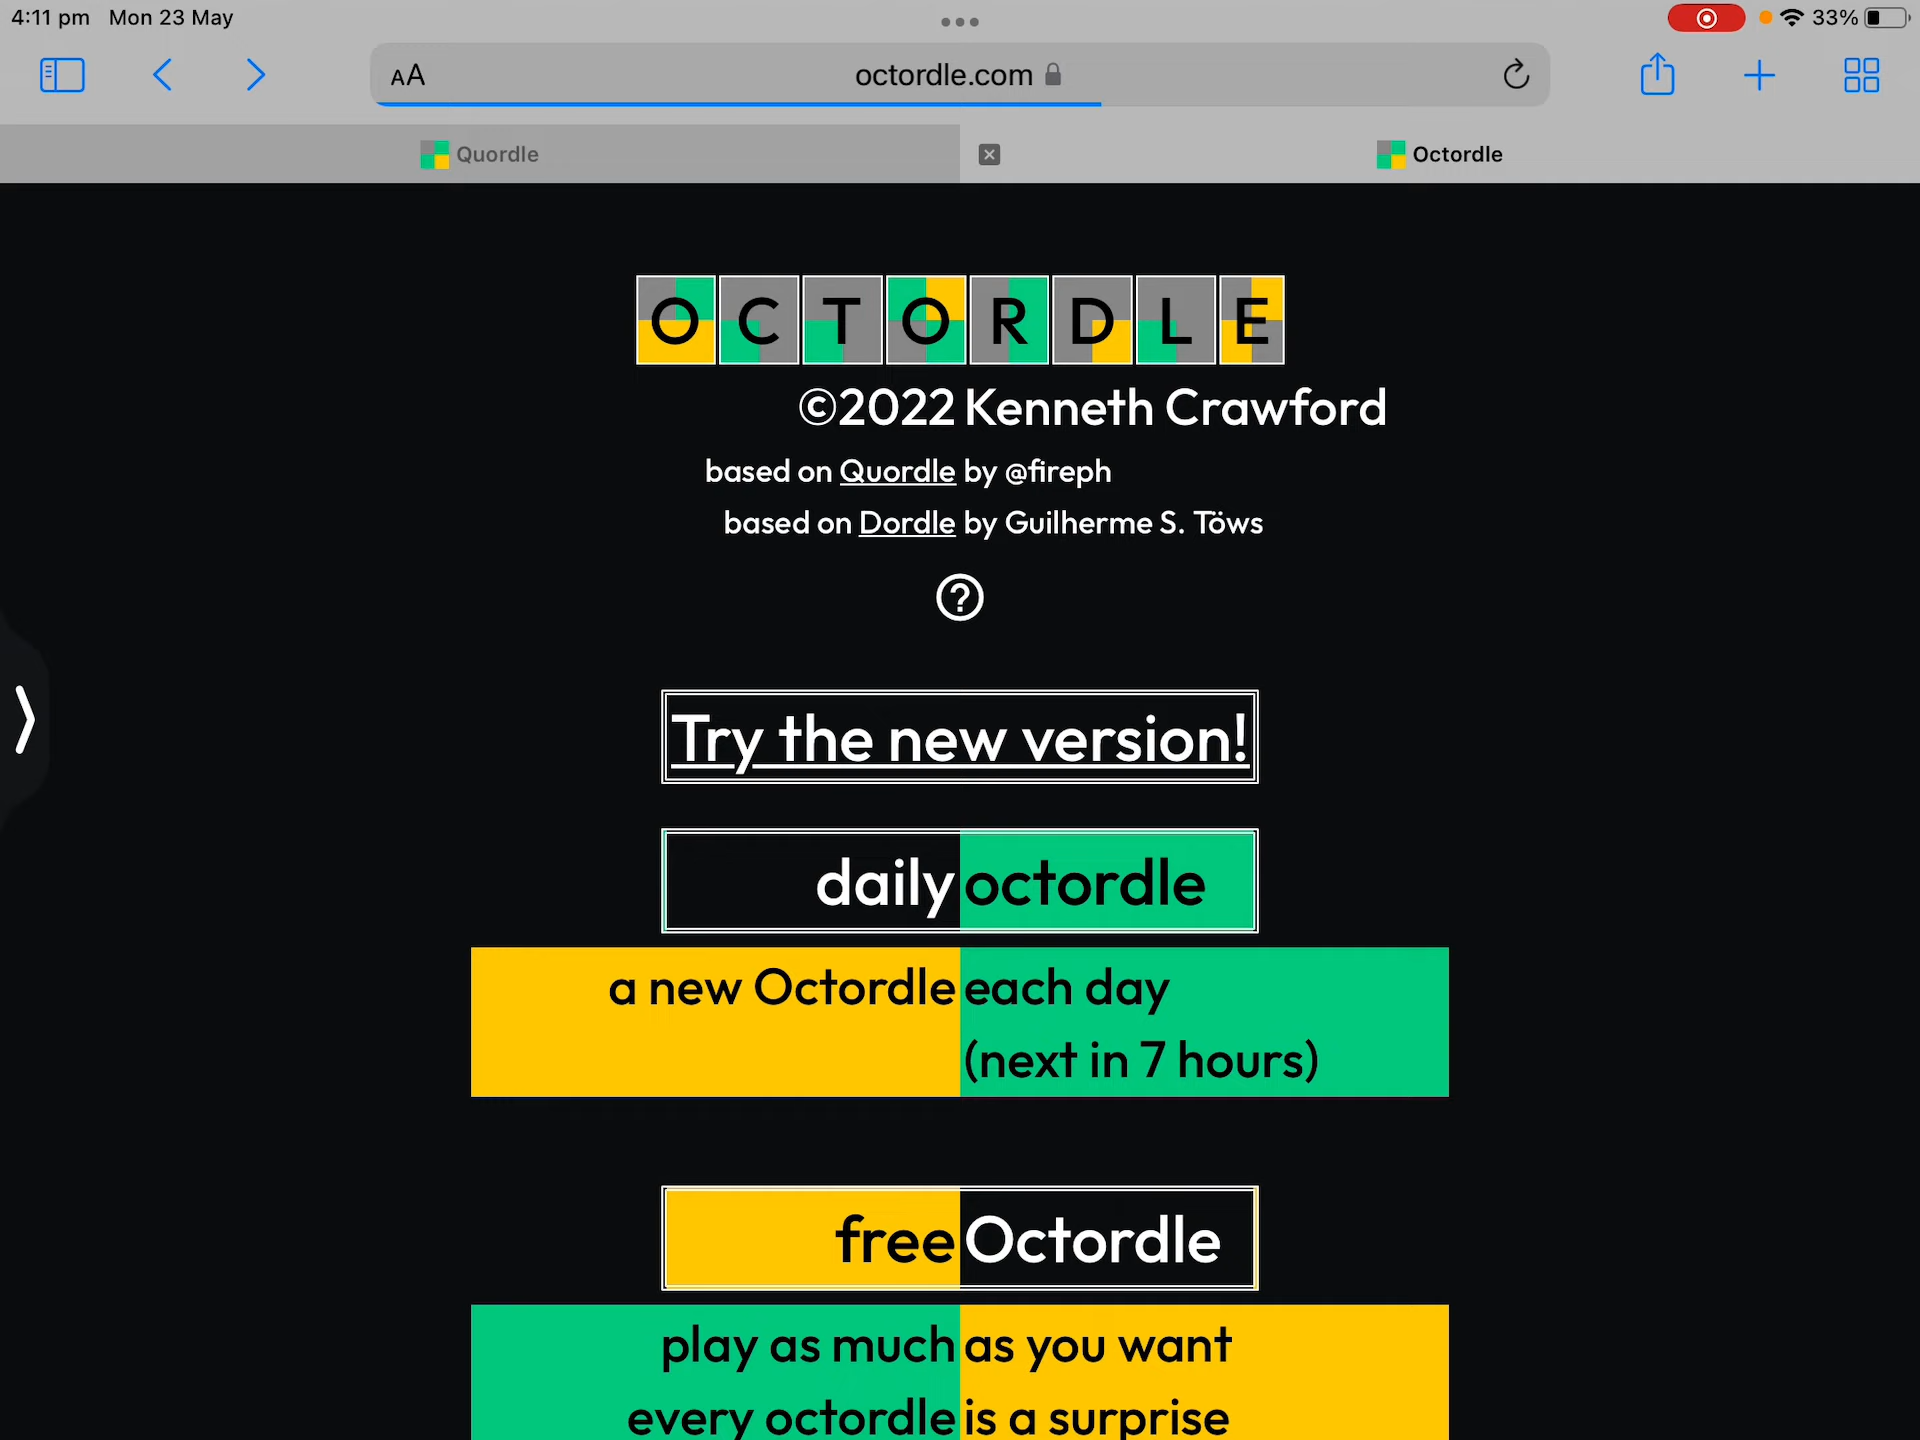 4:11 pm Mon 23 May
33%
AA
octordle.com
Quordle
Octordle
OCTORDLE
©2022 Kenneth Crawford
based on Quordle by @fireph
based on Dordle by Guilherme S. Töws
?
Try the new version!
daily octordle
a new Octordle each day
(next in 7 hours)
free Octordle
play as much as you want
every octordle is a surprise